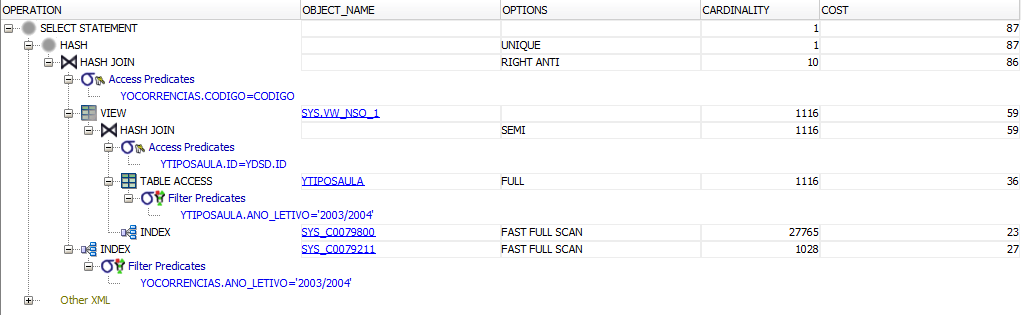 OPERATION OBJECT_NAME OPTIONS CARDINALITY COST
SELECT STATEMENT 1 87
HASH UNIQUE 1 87
HASH JOIN RIGHT ANTI 10 86
Access Predicates
YOCORRENCIAS.CODIGO=CODIGO
VIEW SYS.VW_NSO_1 1116 59
HASH JOIN SEMI 1116 59
Access Predicates
YTIPOSAULA.ID=YDSD.ID
TABLE ACCESS YTIPOSAULA FULL 1116 36
Filter Predicates
YTIPOSAULA.ANO_LETIVO='2003/2004'
INDEX SYS_C0079800 FAST FULL SCAN 27765 23
INDEX SYS_C0079211 FAST FULL SCAN 1028 27
Filter Predicates
YOCORRENCIAS.ANO_LETIVO='2003/2004'
Other XML